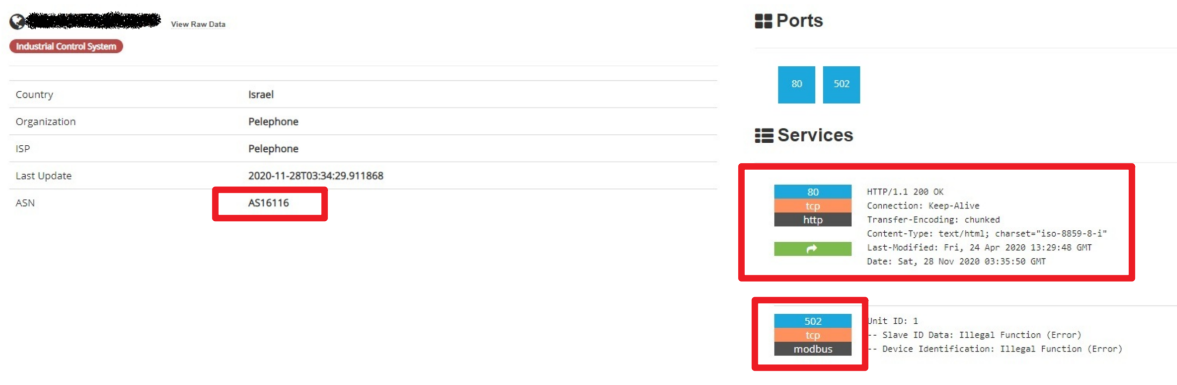 View Raw Data
Industrial Control System
Country Israel
Organization Pelephone
ISP Pelephone
Last Update 2020-11-28T03:34:29.911868
ASN AS16116
Ports
80 502
Services
80
tcp
http
HTTP/1.1 200 OK
Connection: Keep-Alive
Transfer-Encoding: chunked
Content-Type: text/html; charset="iso-8859-8-i"
Last-Modified: Fri, 24 Apr 2020 13:29:48 GMT
Date: Sat, 28 Nov 2020 03:35:50 GMT
502
tcp
modbus
Unit ID: 1
-- Slave ID Data: Illegal Function (Error)
-- Device Identification: Illegal Function (Error)